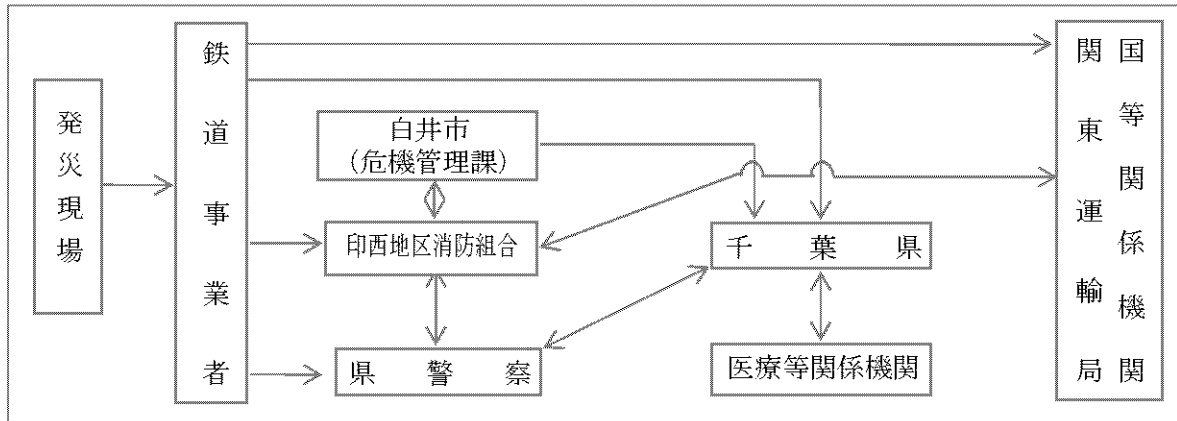 発災現場
鉄道事業者
白井市
(危機管理課)
印西地区消防組合
県警察
千葉県
医療等関係機関
国等関係機関
関東運輸局